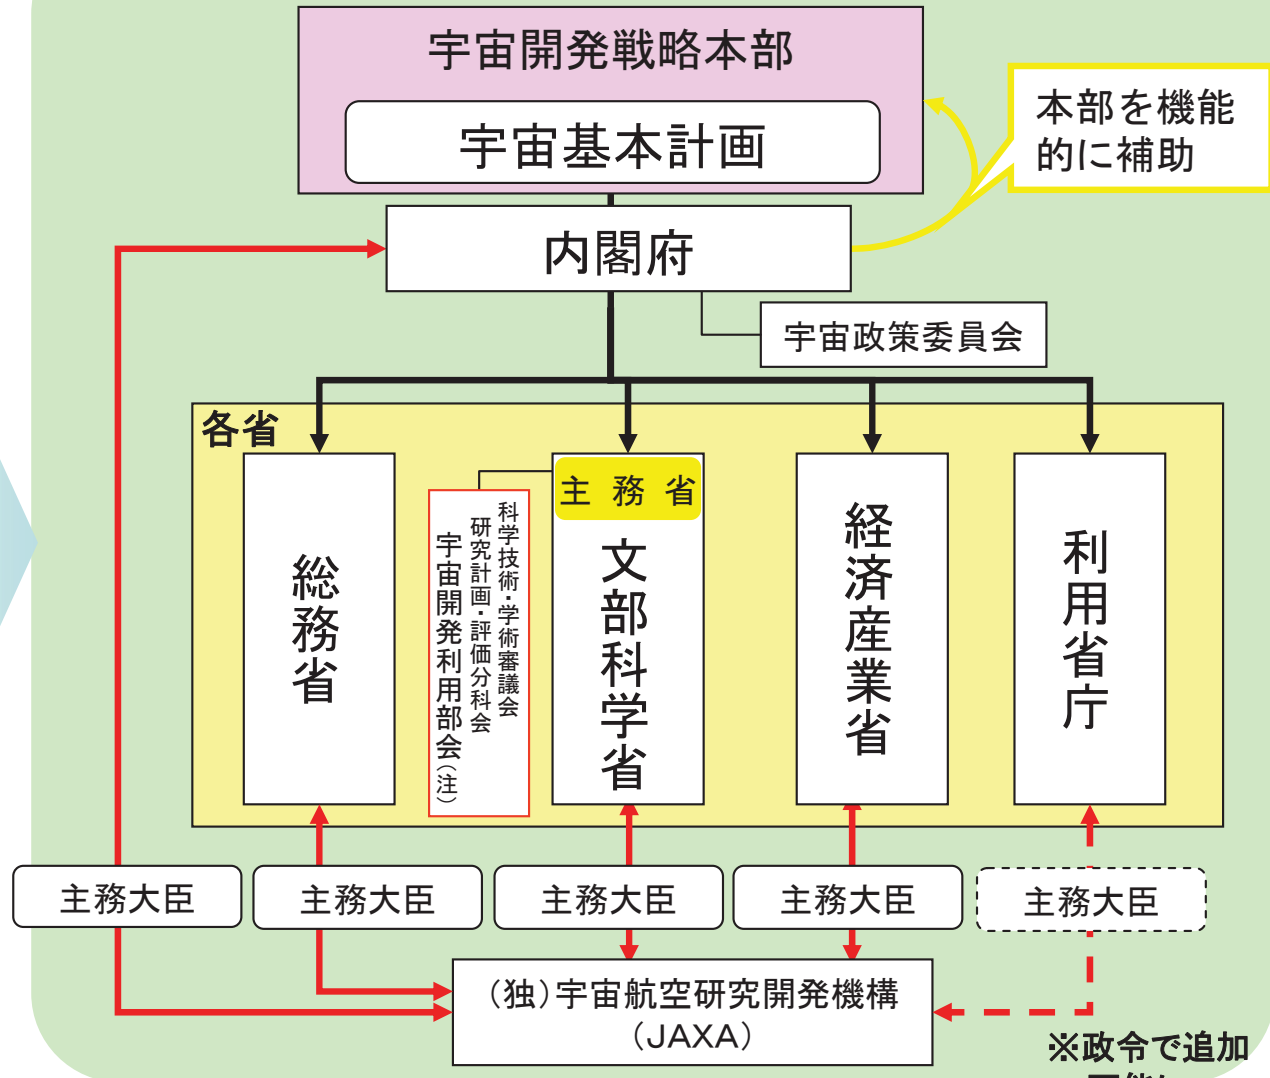 宇宙開発戦略本部
宇宙基本計画
本部を機能
的に補助
内閣府
宇宙政策委員会
各省
総務省
科学技術・学術審議会
研究計画・評価分科会
宇宙開発利用部会(注)
主務省
文部科学省
経済産業省
利用省庁
主務大臣
主務大臣
主務大臣
主務大臣
主務大臣
(独)宇宙航空研究開発機構
(JAXA)
※政令で追加